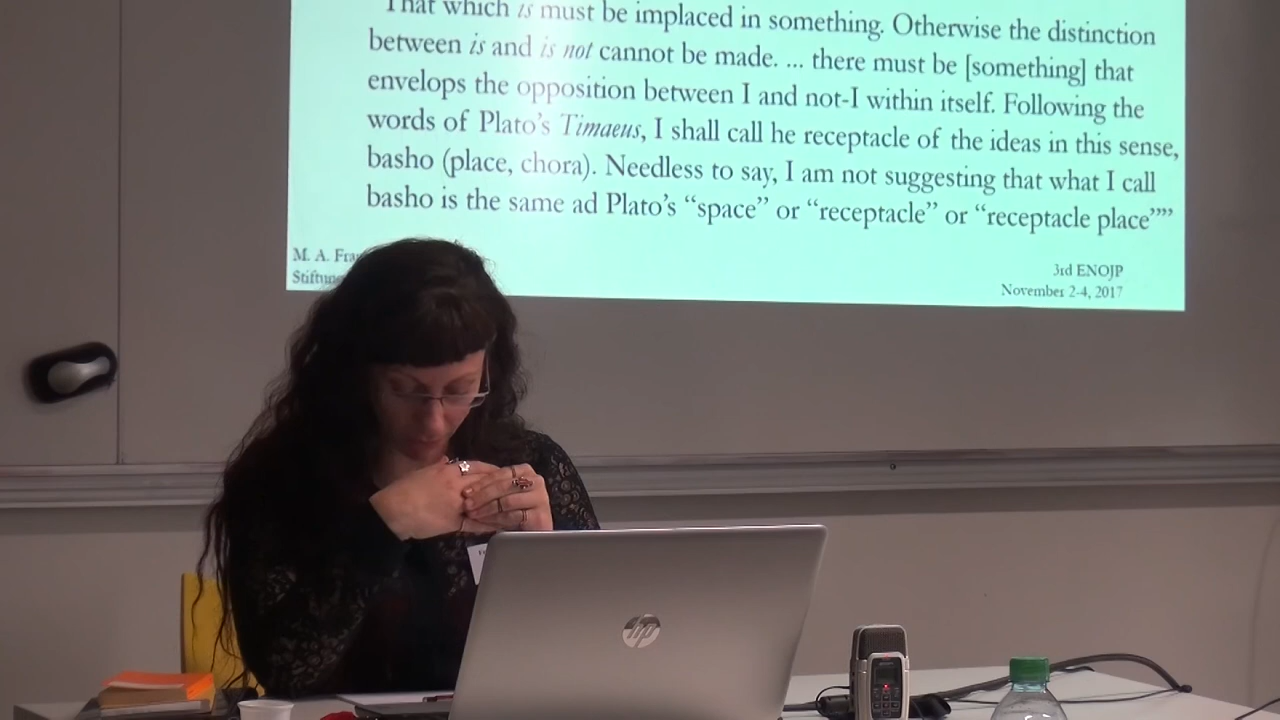 "That which is must be implaced in something. Otherwise the distinction
between is and is not cannot be made. ... there must be [something] that
envelops the opposition between I and not-I within itself. Following the
words of Plato's Timaeus, I shall call he receptacle of the ideas in this sense,
basho (place, chora). Needless to say, I am not suggesting that what I call
basho is the same ad Plato's “space” or “receptacle” or “receptacle place””"
M. A.
3rd ENOJP
November 2-4, 2017
hp